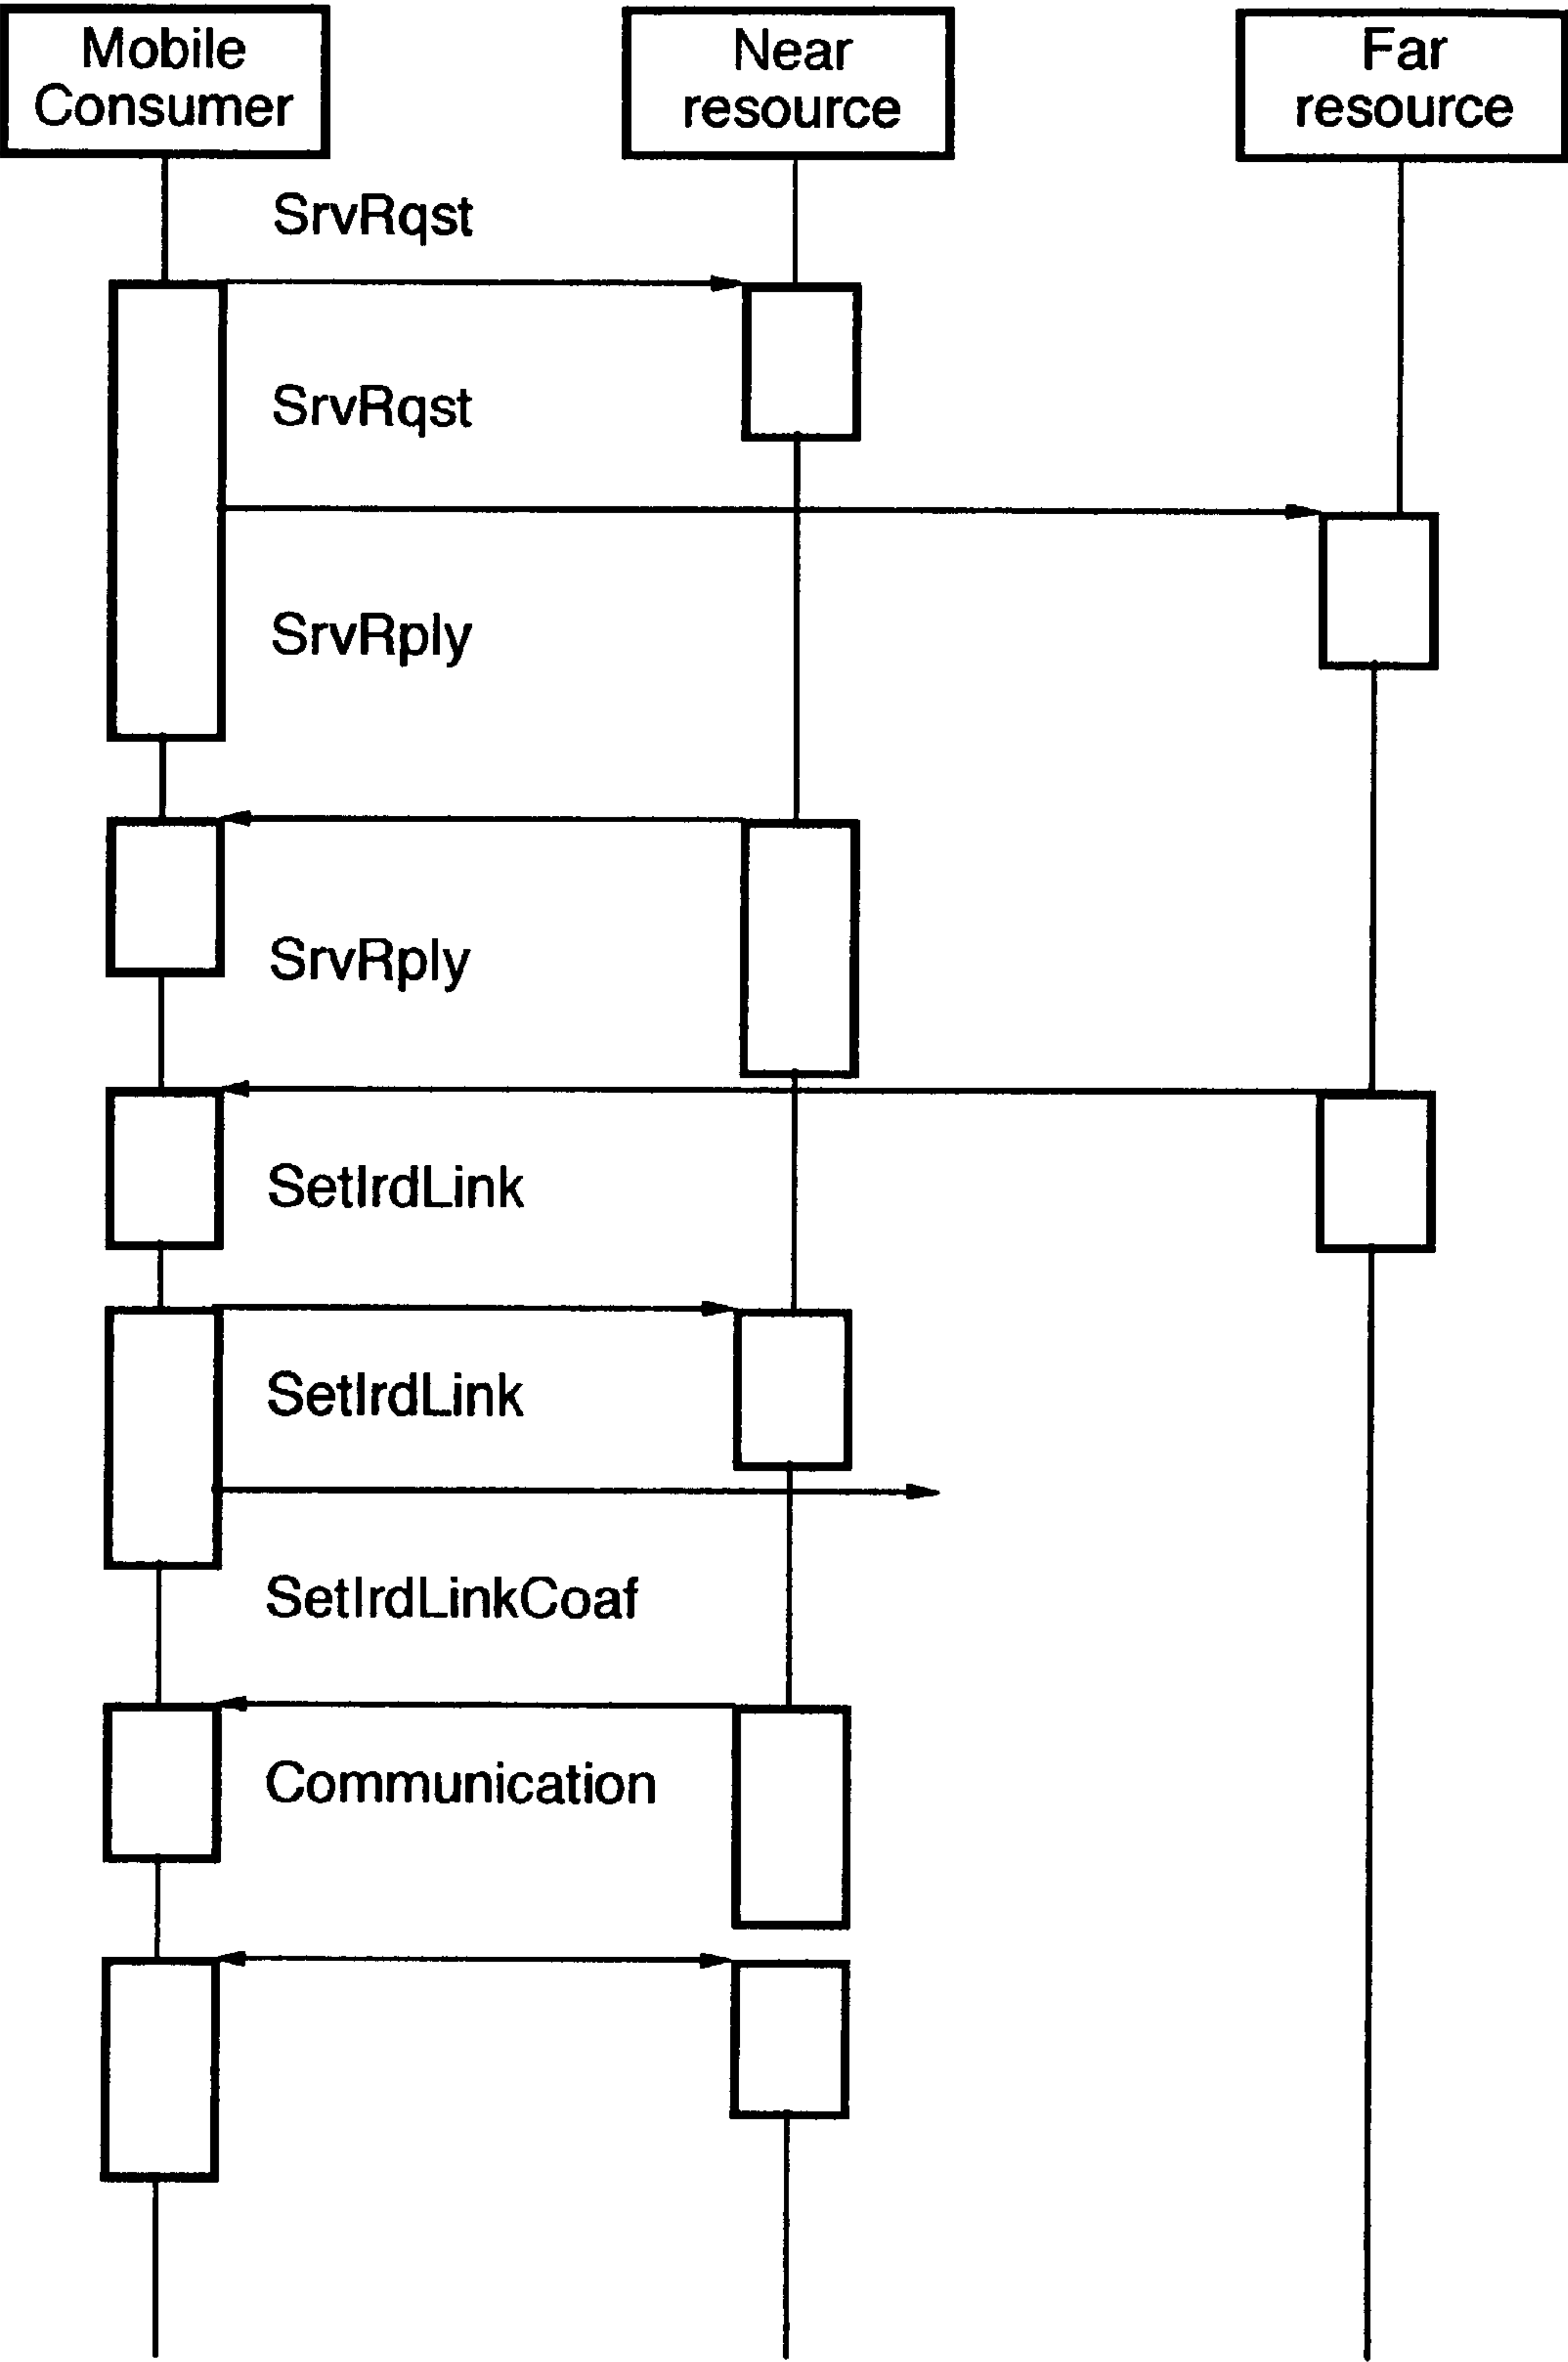 Mobile
Consumer
Near
resource
Far
resource
SrvRqst
SrvRqst
SrvRply
SrvRply
SetIrdLink
SetIrdLink
SetIrdLinkCoaf
Communication